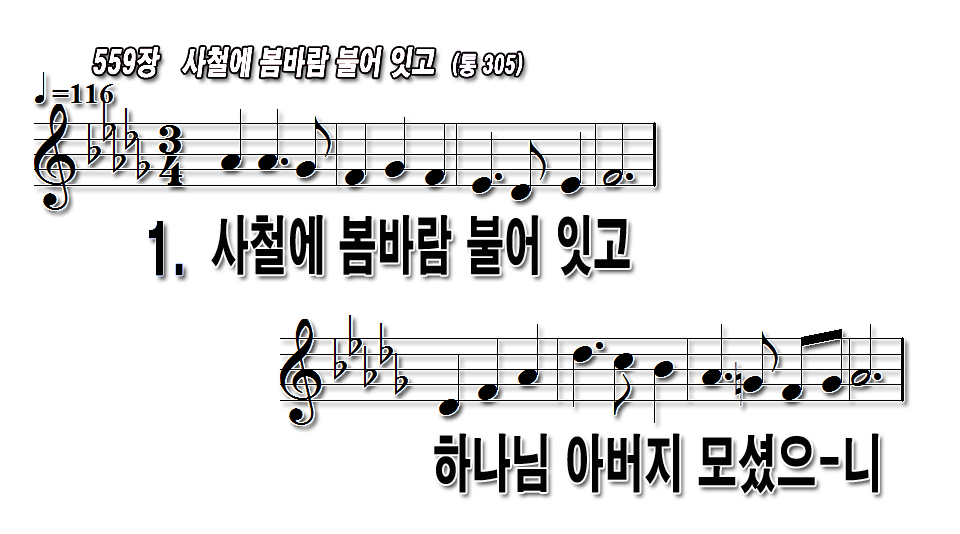 559장 사철에 봄바람 불어 잇고 (통 305)
♩=116
3/4
1. 사철에 봄바람 불어 잇고
하나님 아버지 모셨으-니